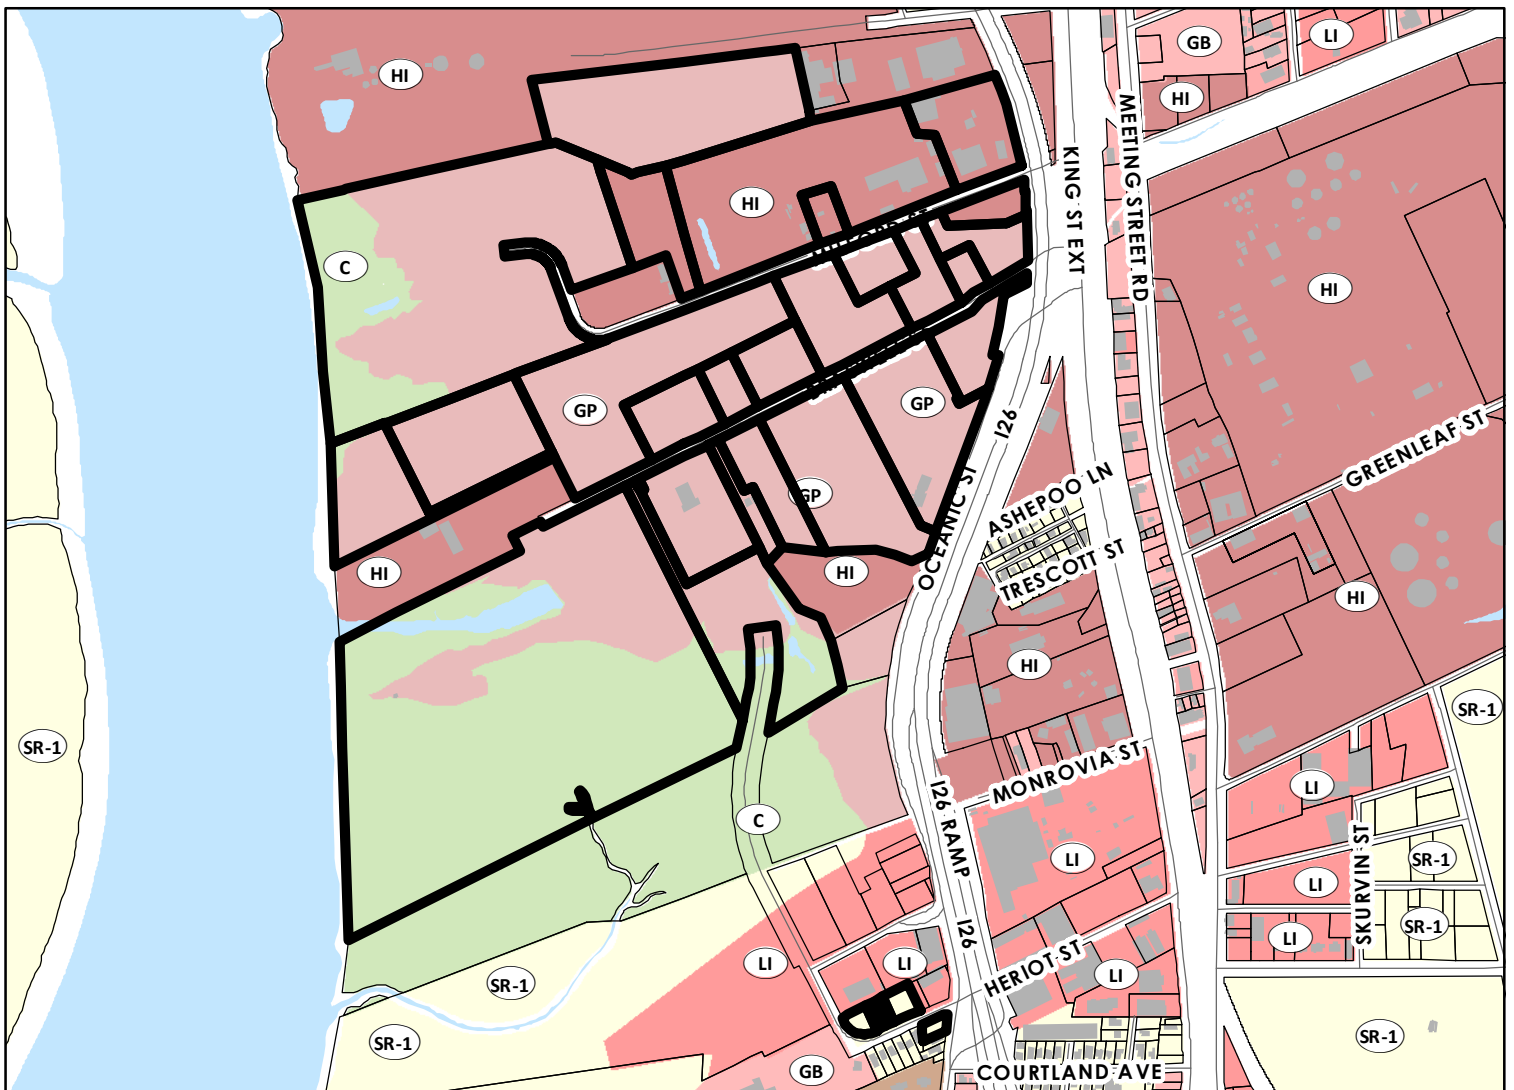 GB
LI
HI
HI
MEETING STREET RD
KING ST EXT
HI
C
HI
GP
GP
I26
GREENLEAF ST
ASHEPOO LN
GP
OCEANIC ST
TRESCOTT ST
HI
HI
HI
HI
SR-1
SR-1
MONROVIA ST
LI
I26 RAMP
C
SKURVIN ST
LI
SR-1
LI
SR-1
I26
LI
LI
LI
HERIOT ST
LI
SR-1
SR-1
SR-1
GB
COURTLAND AVE